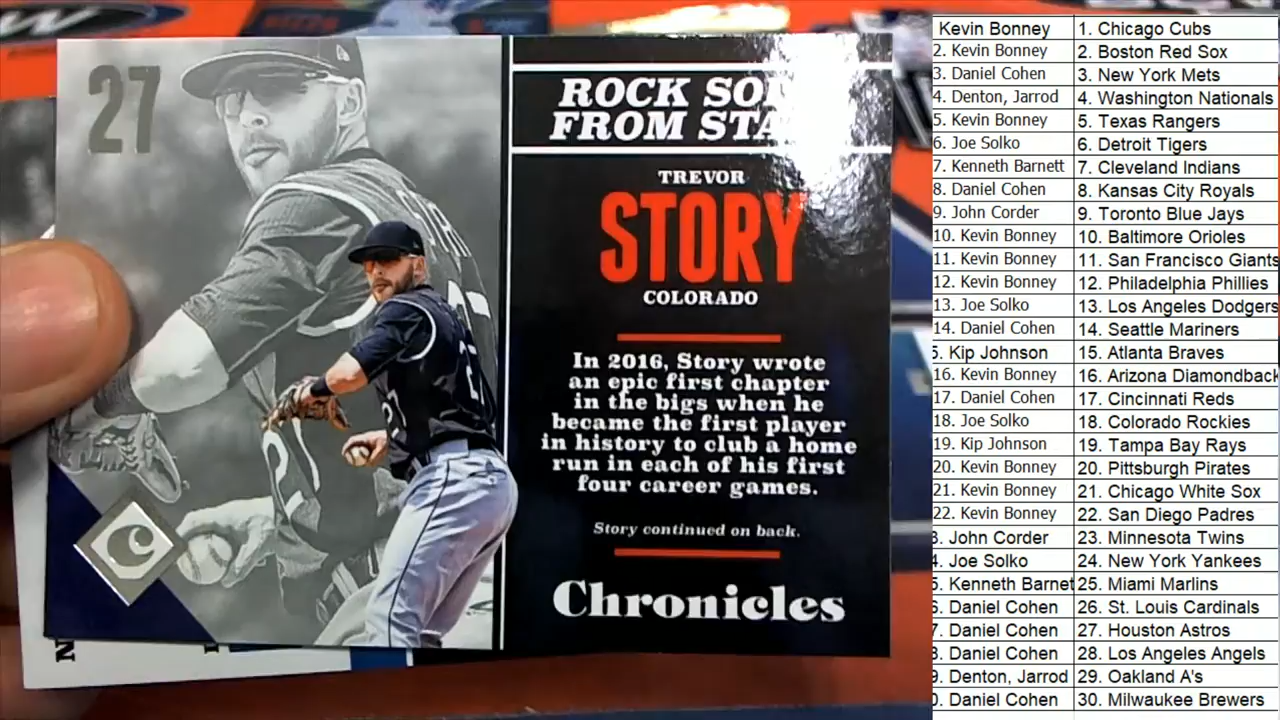 27
ROCK
FROM
TREVOR
STORY
COLORADO
In 2016, Story wrote
an epic first chapter
in the bigs when he
became the first player
in history to club a home
run in each of his first
four career games.
Story continued on back.
Chronicles
Kevin Bonney 1. Chicago Cubs
2. Kevin Bonney 2. Boston Red Sox
3. Daniel Cohen 3. New York Mets
4. Denton, Jarrod 4. Washington Nationals
5. Kevin Bonney 5. Texas Rangers
6. Joe Solko 6. Detroit Tigers
7. Kenneth Barnett 7. Cleveland Indians
8. Daniel Cohen 8. Kansas City Royals
9. John Corder 9. Toronto Blue Jays
10. Kevin Bonney 10. Baltimore Orioles
11. Kevin Bonney 11. San Francisco Giants
12. Kevin Bonney 12. Philadelphia Phillies
13. Joe Solko 13. Los Angeles Dodgers
14. Daniel Cohen 14. Seattle Mariners
5. Kip Johnson 15. Atlanta Braves
16. Kevin Bonney 16. Arizona Diamondback
17. Daniel Cohen 17. Cincinnati Reds
18. Joe Solko 18. Colorado Rockies
19. Kip Johnson 19. Tampa Bay Rays
20. Kevin Bonney 20. Pittsburgh Pirates
21. Kevin Bonney 21. Chicago White Sox
22. Kevin Bonney 22. San Diego Padres
3. John Corder 23. Minnesota Twins
4. Joe Solko 24. New York Yankees
5. Kenneth Barnet 25. Miami Marlins
6. Daniel Cohen 26. St. Louis Cardinals
7. Daniel Cohen 27. Houston Astros
8. Daniel Cohen 28. Los Angeles Angels
9. Denton, Jarrod 29. Oakland A's
0. Daniel Cohen 30. Milwaukee Brewers